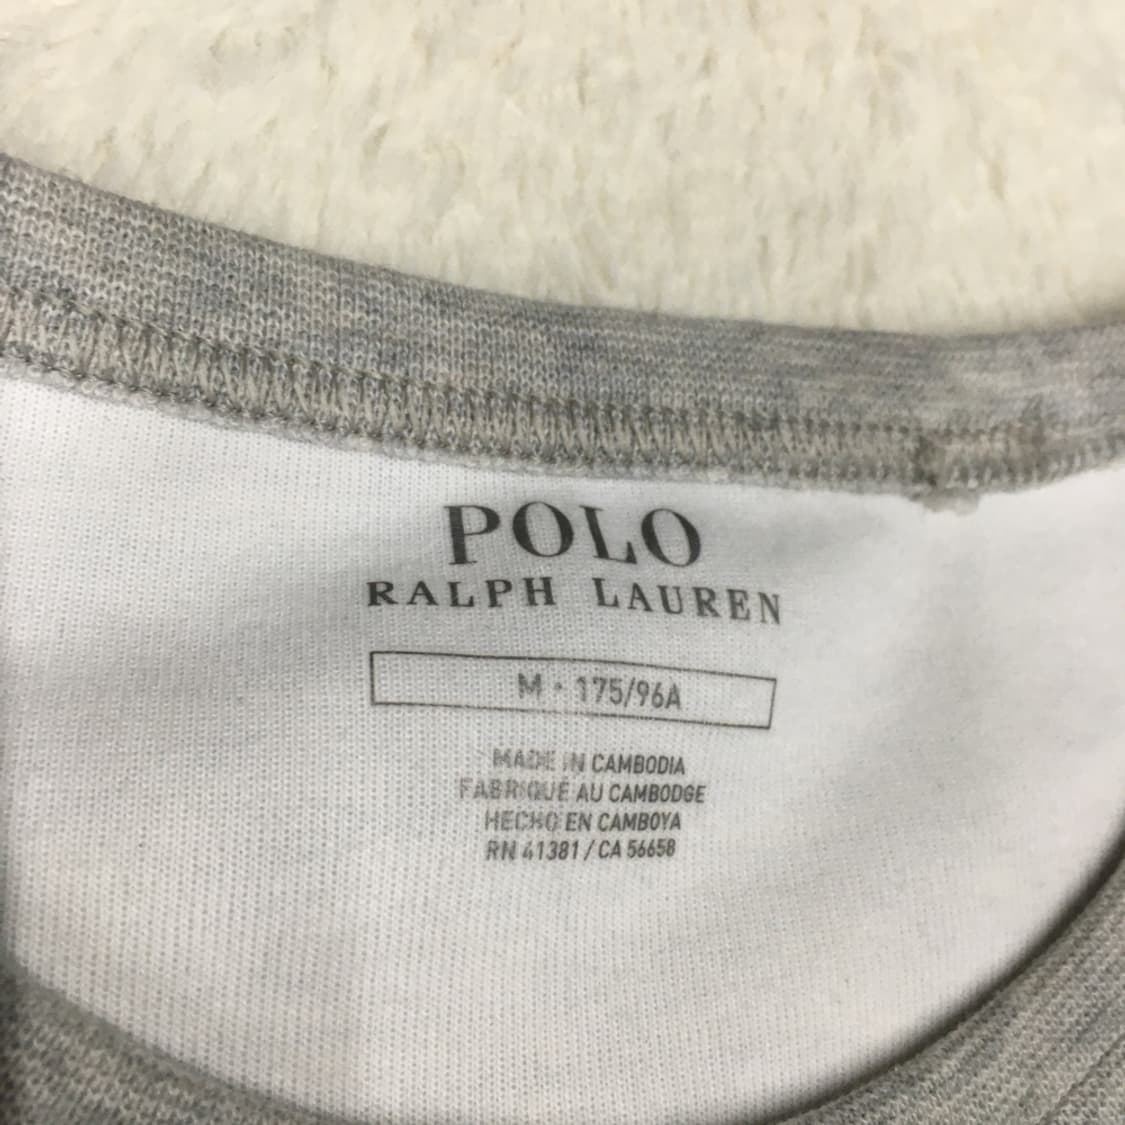 POLO
RALPH LAUREN
M · 175/96A
MADE IN CAMBODIA
FABRIQUÉ AU CAMBODGE
HECHO EN CAMBOYA
RN 41381 / CA 56658